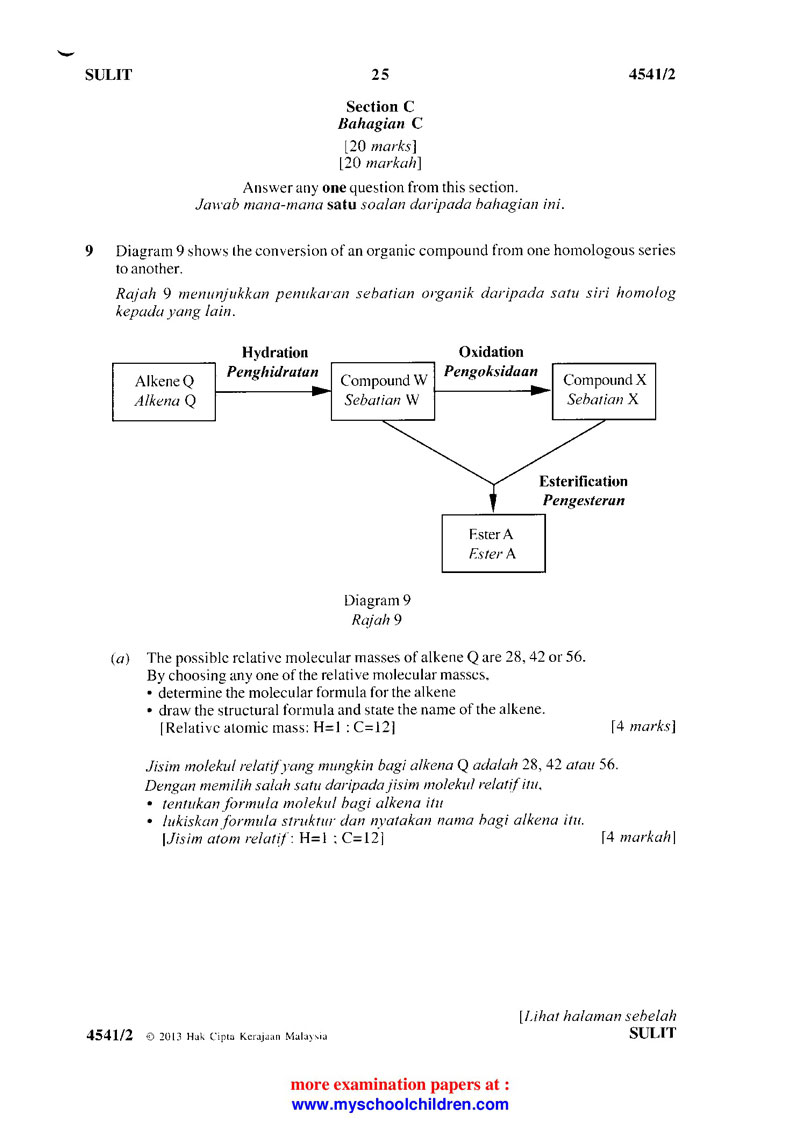 SULIT 25 4541/2
Section C
Bahagian C
[20 marks]
[20 markah]
Answer any one question from this section.
Jawab mana-mana satu soalan daripada bahagian ini.
9 Diagram 9 shows the conversion of an organic compound from one homologous series
to another.
Rajah 9 menunjukkan penukaran sebatian organik daripada satu siri homolog
kepada yang lain.
Hydration
Penghidratan
Oxidation
Pengoksidaan
Alkene Q
Alkena Q
Compound W
Sebatian W
Compound X
Sebatian X
Esterification
Pengesteran
Ester A
Ester A
Diagram 9
Rajah 9
(a) The possible relative molecular masses of alkene Q are 28, 42 or 56.
By choosing any one of the relative molecular masses,
• determine the molecular formula for the alkene
• draw the structural formula and state the name of the alkene.
[Relative atomic mass: H=1 ; C=12] [4 marks]
Jisim molekul relatif yang mungkin bagi alkena Q adalah 28, 42 atau 56.
Dengan memilih salah satu daripada jisim molekul relatif itu,
• tentukan formula molekul bagi alkena itu
• lukiskan formula struktur dan nyatakan nama bagi alkena itu.
[Jisim atom relatif : H=1 ; C=12] [4 markah]
[Lihat halaman sebelah
4541/2 © 2013 Hak Cipta Kerajaan Malaysia SULIT
more examination papers at :
www.myschoolchildren.com